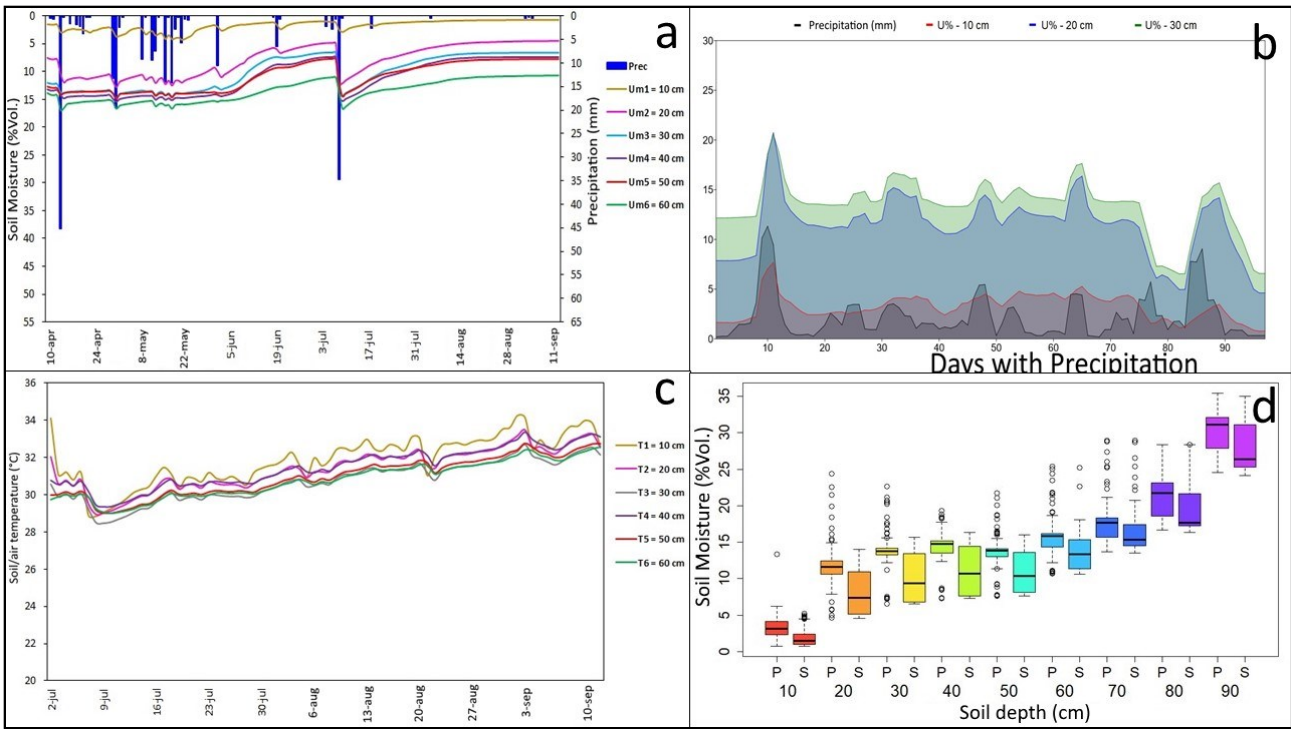 a
0
5
10
15
20
25
30
35
40
45
50
55
Soil Moisture (%Vol.)
0
5
10
15
20
25
30
35
40
45
50
55
60
65
Precipitation (mm)
10-apr
24-apr
8-may
22-may
5-jun
19-jun
3-jul
17-jul
31-jul
14-aug
28-aug
11-sep
Prec
Um1 = 10 cm
Um2 = 20 cm
Um3 = 30 cm
Um4 = 40 cm
Um5 = 50 cm
Um6 = 60 cm
Precipitation (mm) U% - 10 cm U% - 20 cm U% - 30 cm
b
30
25
20
15
10
5
0
10 20 30 40 50 60 70 80 90
Days with Precipitation
c
36
34
32
30
28
26
24
22
20
Soil/air temperature (°C)
2-jul
9-jul
16-jul
23-jul
30-jul
6-aug
13-aug
20-aug
27-aug
3-sep
10-sep
T1 = 10 cm
T2 = 20 cm
T3 = 30 cm
T4 = 40 cm
T5 = 50 cm
T6 = 60 cm
d
35
30
25
20
15
10
5
0
Soil Moisture (%Vol.)
P S P S P S P S P S P S P S P S P S
10 20 30 40 50 60 70 80 90
Soil depth (cm)